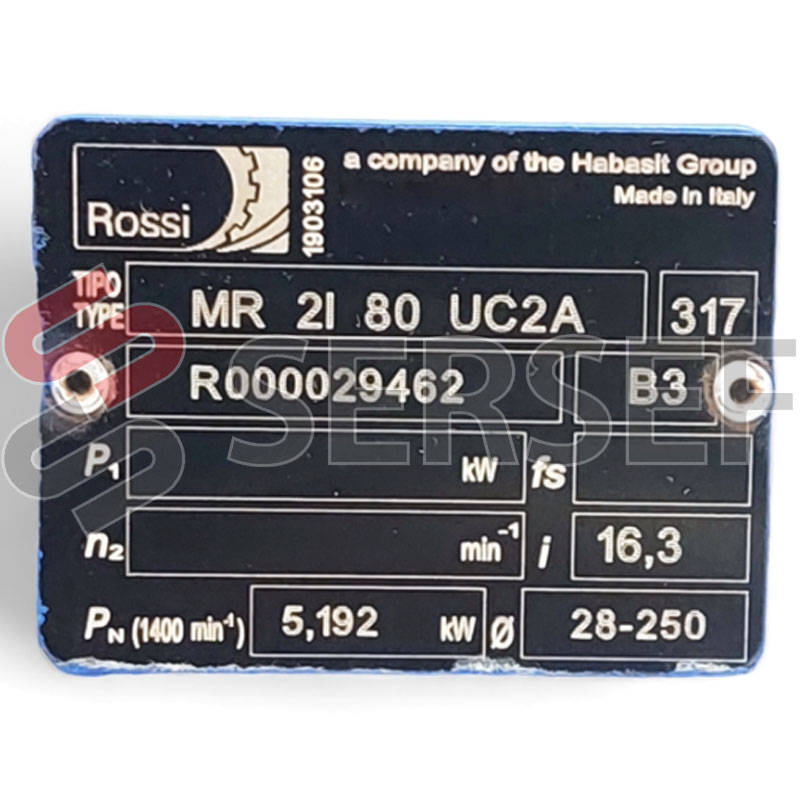 a company of the Habasit Group
Made in Italy
Rossi
1903106
TIPO
TYPE
MR 2I 80 UC2A
317
R000029462
B3
P₁ kW fs
n₂ min⁻¹ i 16,3
PN (1400 min⁻¹) 5,192 kW Ø 28-250
SERSEF